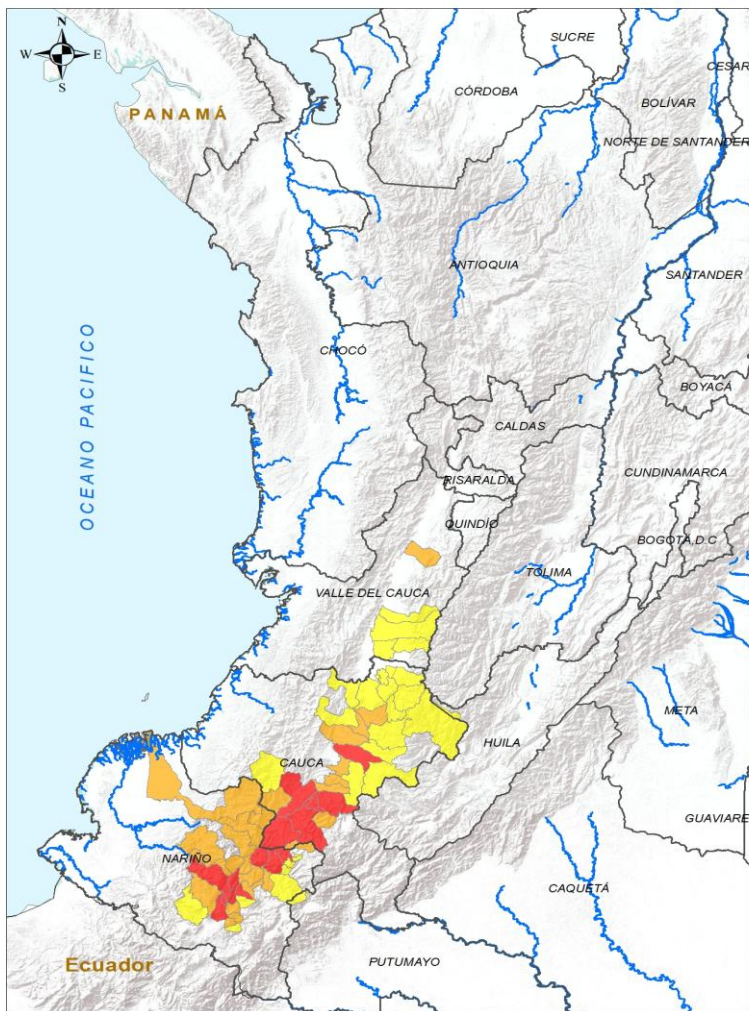 N
W E
S
SUCRE
CESAR
CÓRDOBA
BOLÍVAR
PANAMÁ
NORTE DE SANTANDER
ANTIOQUIA
SANTANDER
OCEANO PACIFICO
CHOCÓ
BOYACÁ
CALDAS
CUNDINAMARCA
RISARALDA
QUINDÍO
BOGOTÁ,D.C
TOLIMA
VALLE DEL CAUCA
META
HUILA
CAUCA
GUAVIARE
NARIÑO
CAQUETÁ
Ecuador
PUTUMAYO